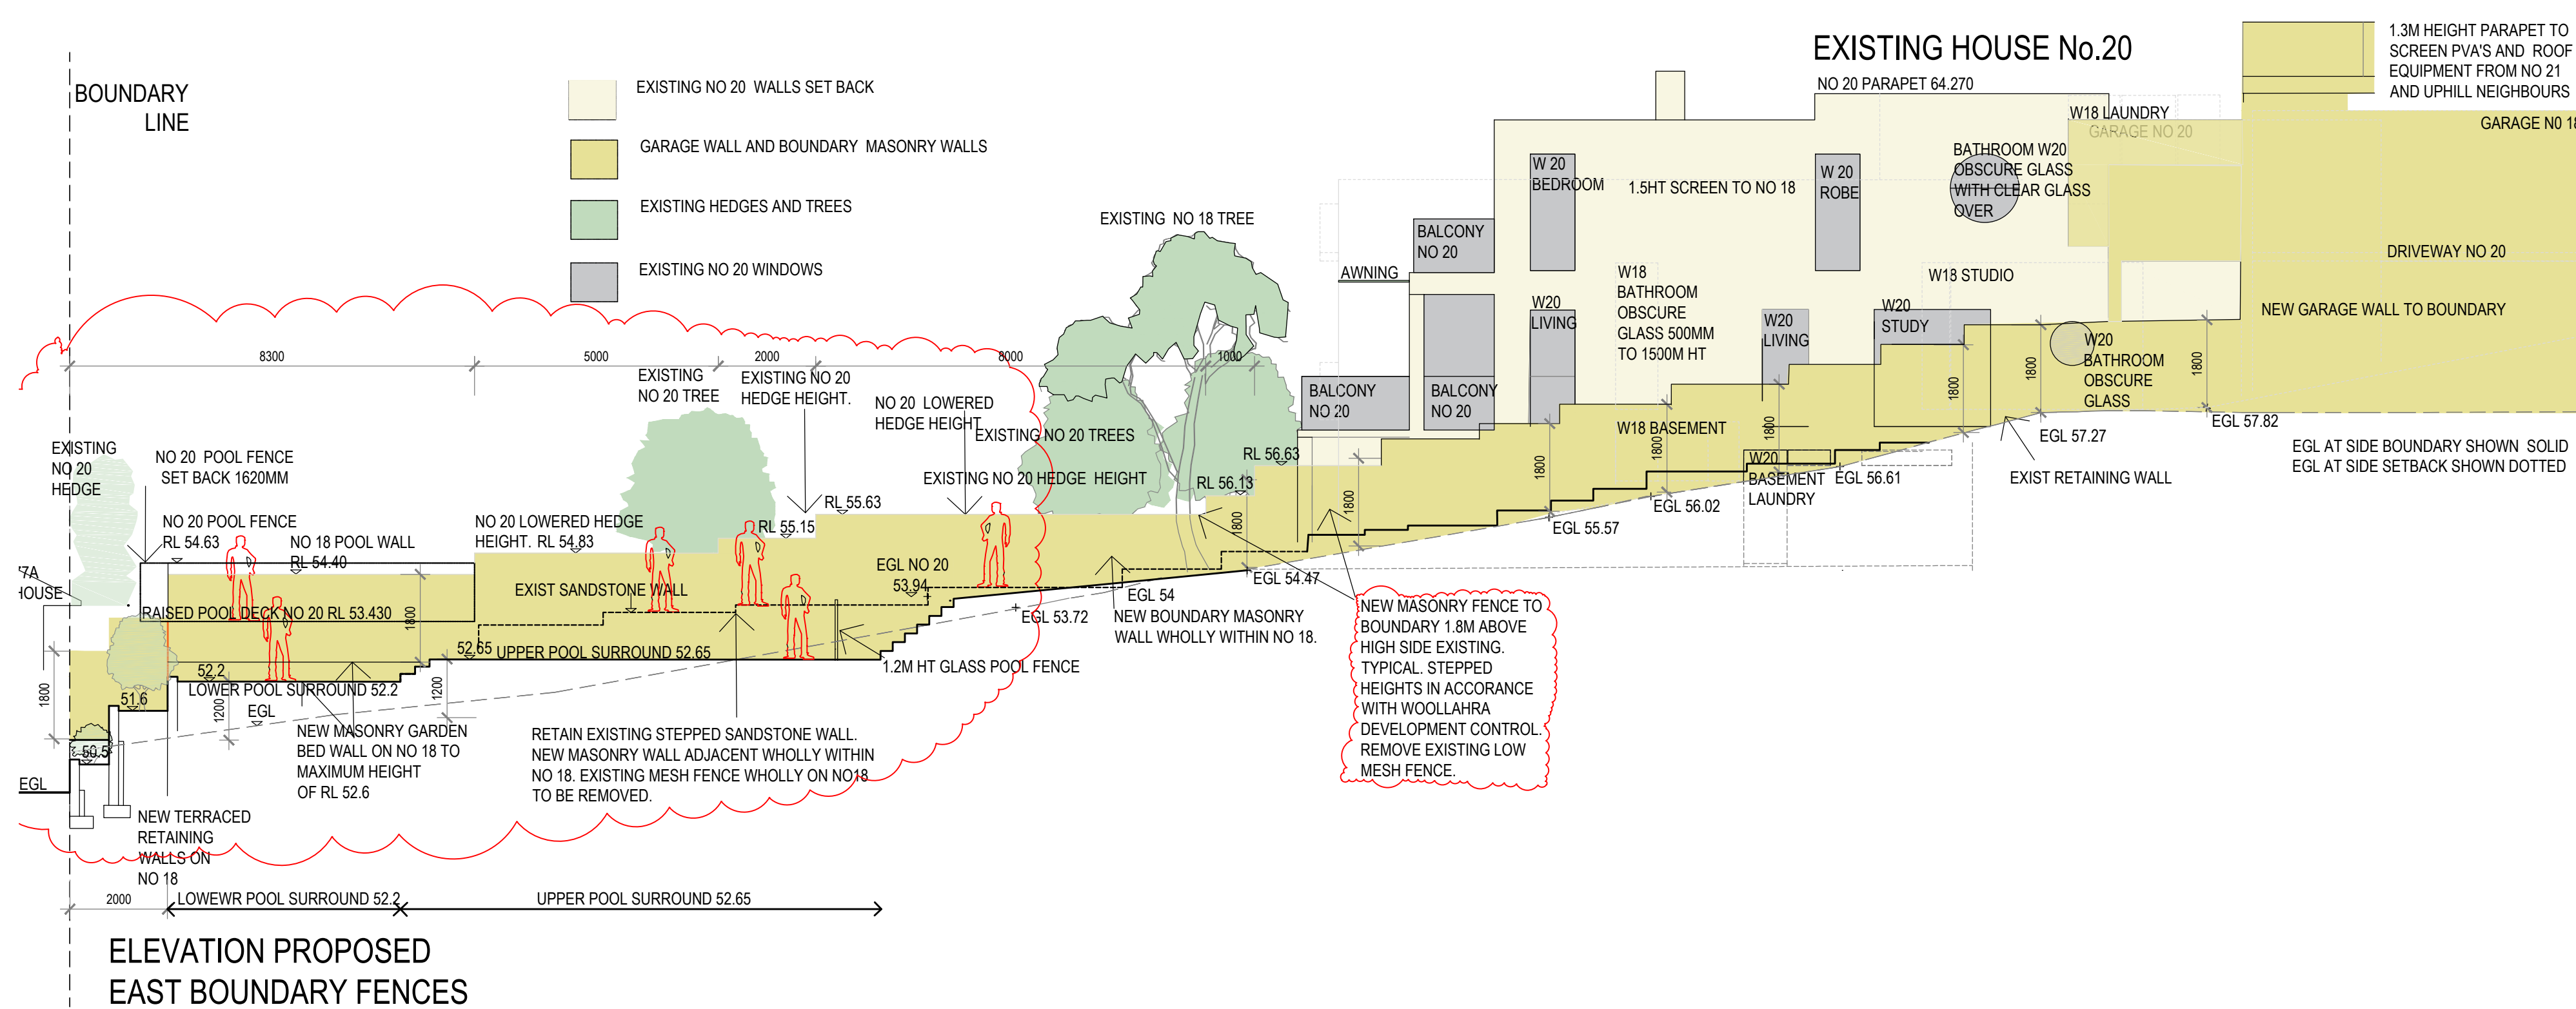 EXISTING HOUSE No.20
NO 20 PARAPET 64.270
1.3M HEIGHT PARAPET TO
SCREEN PVA'S AND ROOF
EQUIPMENT FROM NO 21
AND UPHILL NEIGHBOURS
BOUNDARY
LINE
EXISTING NO 20 WALLS SET BACK
GARAGE WALL AND BOUNDARY MASONRY WALLS
EXISTING HEDGES AND TREES
EXISTING NO 20 WINDOWS
W18 LAUNDRY
GARAGE NO 20
GARAGE N0 18
BATHROOM W20
OBSCURE GLASS
WITH CLEAR GLASS
OVER
W 20
BEDROOM
1.5HT SCREEN TO NO 18
W 20
ROBE
EXISTING NO 18 TREE
BALCONY
NO 20
AWNING
DRIVEWAY NO 20
W18 STUDIO
W18
BATHROOM
OBSCURE
GLASS 500MM
TO 1500M HT
W20
LIVING
W20
LIVING
W20
STUDY
NEW GARAGE WALL TO BOUNDARY
W20
BATHROOM
OBSCURE
GLASS
8300
5000
2000
8000
1000
EXISTING
NO 20 TREE
EXISTING NO 20
HEDGE HEIGHT.
NO 20 LOWERED
HEDGE HEIGHT
EXISTING NO 20 TREES
EXISTING NO 20 HEDGE HEIGHT
BALCONY
NO 20
BALCONY
NO 20
W18 BASEMENT
1800
1800
1800
1800
1800
1800
1800
1800
EGL 57.82
EGL 57.27
EGL AT SIDE BOUNDARY SHOWN SOLID
EGL AT SIDE SETBACK SHOWN DOTTED
EXIST RETAINING WALL
W20
BASEMENT
LAUNDRY
EGL 56.61
EGL 56.02
EGL 55.57
RL 56.63
RL 56.13
EXISTING
NO 20
HEDGE
NO 20 POOL FENCE
SET BACK 1620MM
NO 20 POOL FENCE
RL 54.63
NO 18 POOL WALL
RL 54.40
NO 20 LOWERED HEDGE
HEIGHT. RL 54.83
RL 55.15
RL 55.63
EGL NO 20
53.94
EXIST SANDSTONE WALL
7A
HOUSE
RAISED POOL DECK NO 20 RL 53.430
1800
EGL 54.47
EGL 54
EGL 53.72
NEW BOUNDARY MASONRY
WALL WHOLLY WITHIN NO 18.
NEW MASONRY FENCE TO
BOUNDARY 1.8M ABOVE
HIGH SIDE EXISTING.
TYPICAL. STEPPED
HEIGHTS IN ACCORANCE
WITH WOOLLAHRA
DEVELOPMENT CONTROL.
REMOVE EXISTING LOW
MESH FENCE.
52.65
UPPER POOL SURROUND 52.65
1.2M HT GLASS POOL FENCE
52.2
LOWER POOL SURROUND 52.2
EGL
1200
1200
1800
51.6
50.5
EGL
NEW MASONRY GARDEN
BED WALL ON NO 18 TO
MAXIMUM HEIGHT
OF RL 52.6
RETAIN EXISTING STEPPED SANDSTONE WALL.
NEW MASONRY WALL ADJACENT WHOLLY WITHIN
NO 18. EXISTING MESH FENCE WHOLLY ON NO18
TO BE REMOVED.
NEW TERRACED
RETAINING
WALLS ON
NO 18
2000
LOWEWR POOL SURROUND 52.2
UPPER POOL SURROUND 52.65
ELEVATION PROPOSED
EAST BOUNDARY FENCES